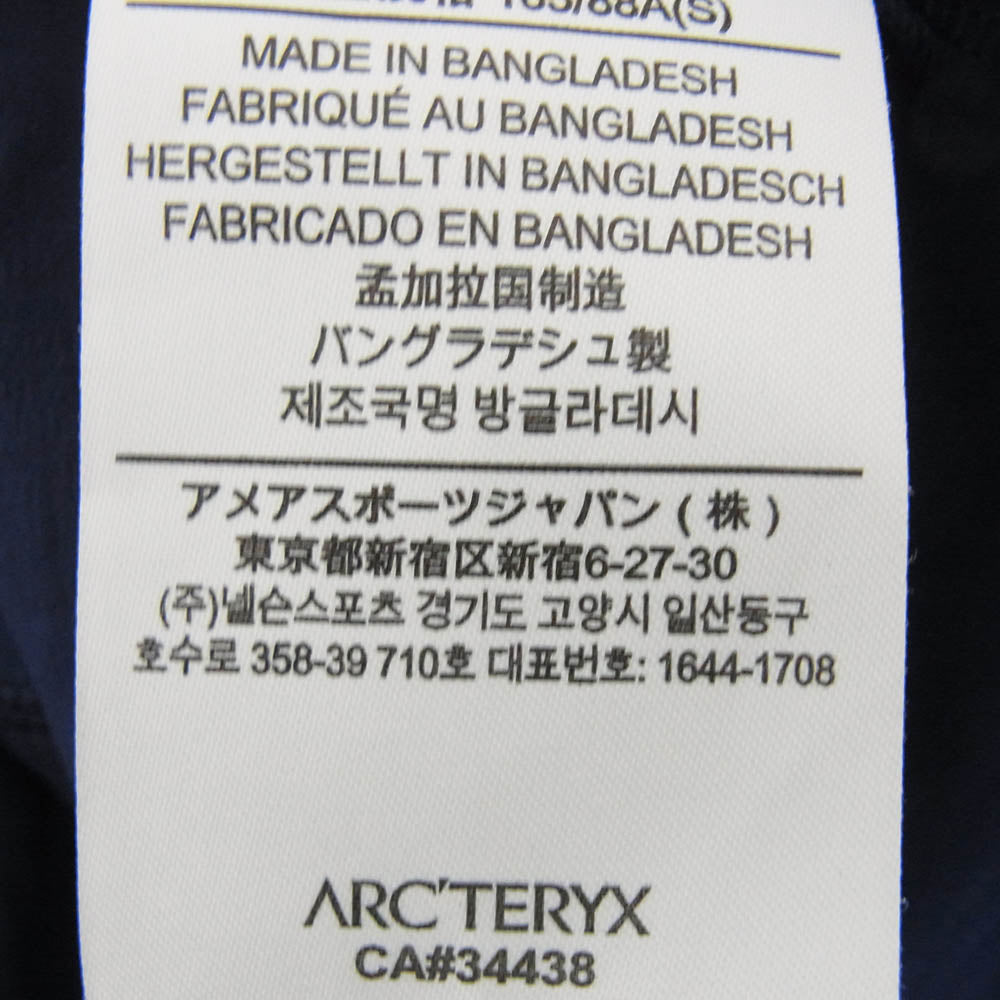 165/88A(S)
MADE IN BANGLADESH
FABRIQUÉ AU BANGLADESH
HERGESTELLT IN BANGLADESCH
FABRICADO EN BANGLADESH
孟加拉国制造
バングラデシュ製
제조국명 방글라데시
アメアスポーツジャパン ( 株 )
東京都新宿区新宿6-27-30
(주)넬슨스포츠 경기도 고양시 일산동구
호수로 358-39 710호 대표번호: 1644-1708
ARC'TERYX
CA#34438